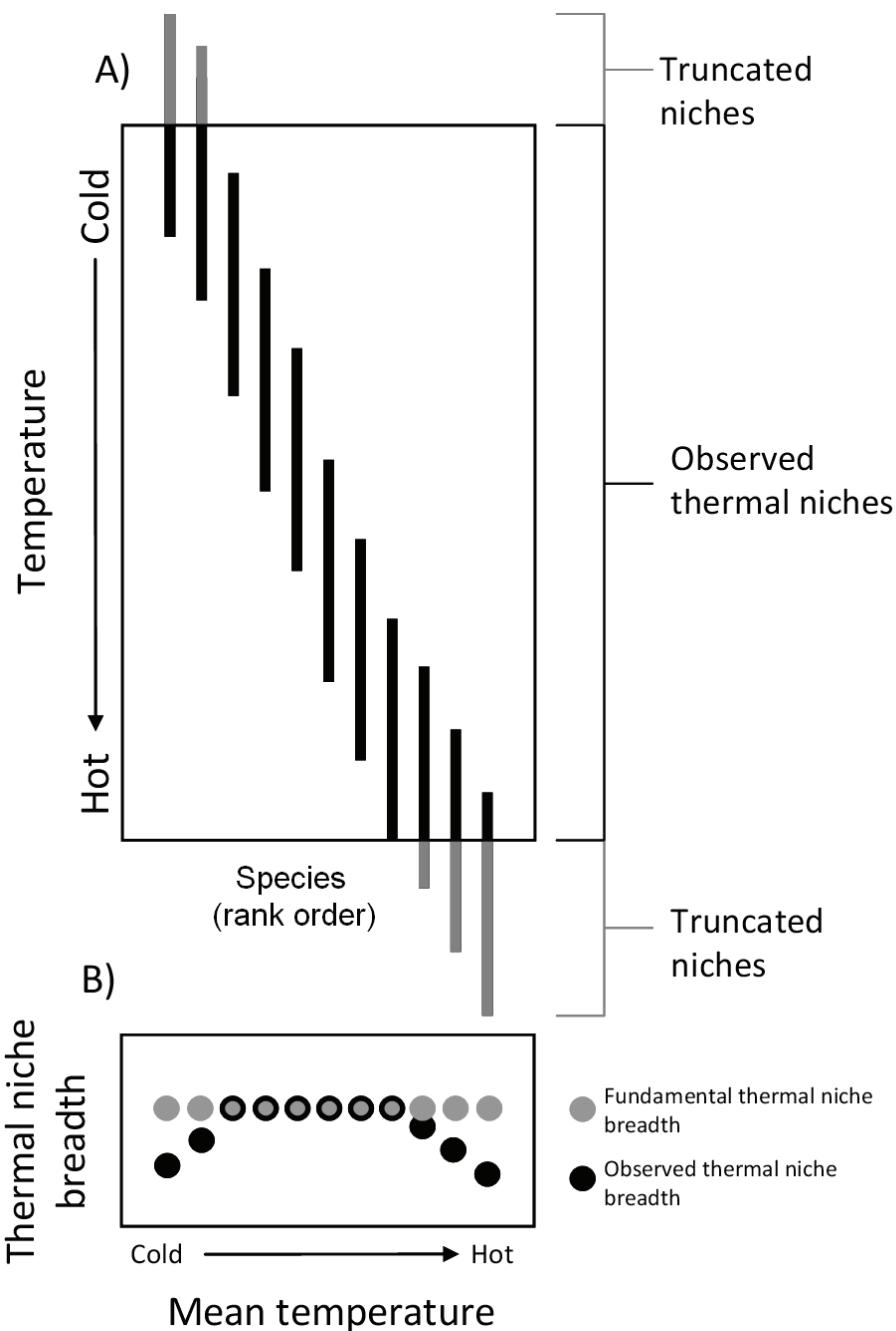 A)
Truncated
niches
Cold
Temperature
Observed
thermal niches
Hot
Species
(rank order)
Truncated
niches
B)
Thermal niche
breadth
Fundamental thermal niche
breadth
Observed thermal niche
breadth
Cold
Hot
Mean temperature